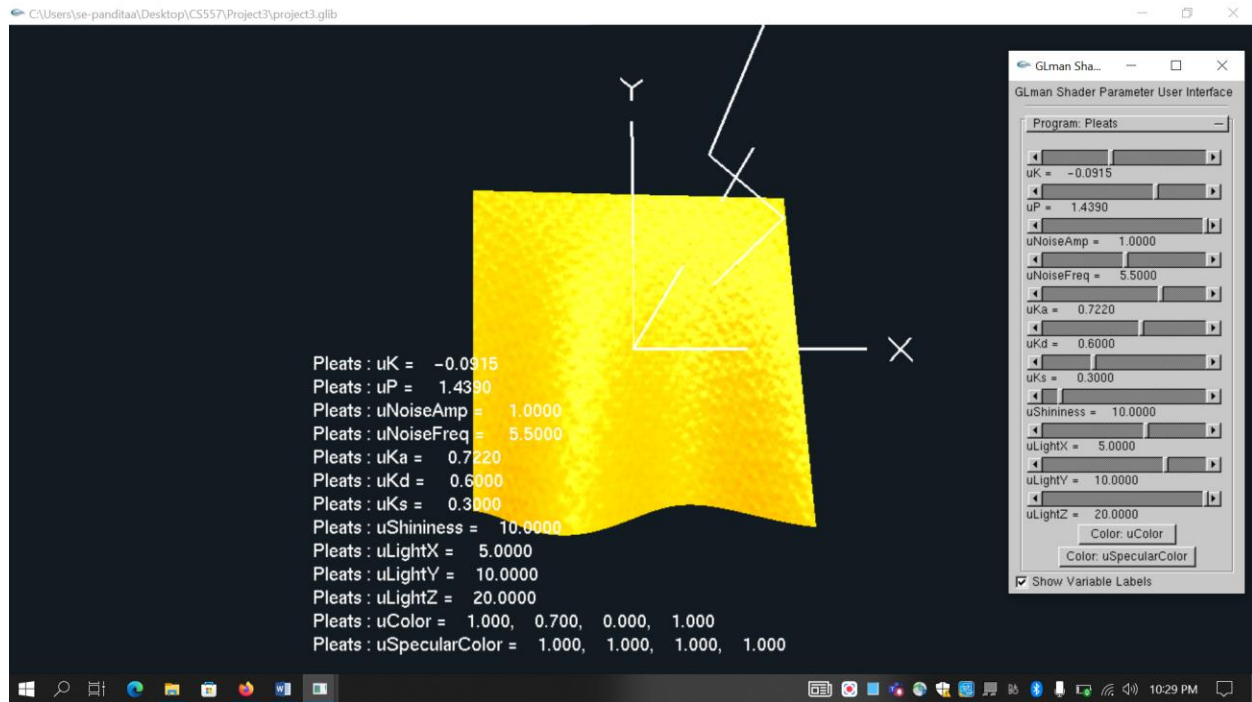 C:\Users\se-panditaa\Desktop\CS557\Project3\project3.glib
Y
X
Pleats : uK = -0.0915
Pleats : uP = 1.4390
Pleats : uNoiseAmp = 1.0000
Pleats : uNoiseFreq = 5.5000
Pleats : uKa = 0.7220
Pleats : uKd = 0.6000
Pleats : uKs = 0.3000
Pleats : uShininess = 10.0000
Pleats : uLightX = 5.0000
Pleats : uLightY = 10.0000
Pleats : uLightZ = 20.0000
Pleats : uColor = 1.000, 0.700, 0.000, 1.000
Pleats : uSpecularColor = 1.000, 1.000, 1.000, 1.000
GLman Sha...
GLman Shader Parameter User Interface
Program: Pleats
uK = -0.0915
uP = 1.4390
uNoiseAmp = 1.0000
uNoiseFreq = 5.5000
uKa = 0.7220
uKd = 0.6000
uKs = 0.3000
uShininess = 10.0000
uLightX = 5.0000
uLightY = 10.0000
uLightZ = 20.0000
Color: uColor
Color: uSpecularColor
Show Variable Labels
10:29 PM